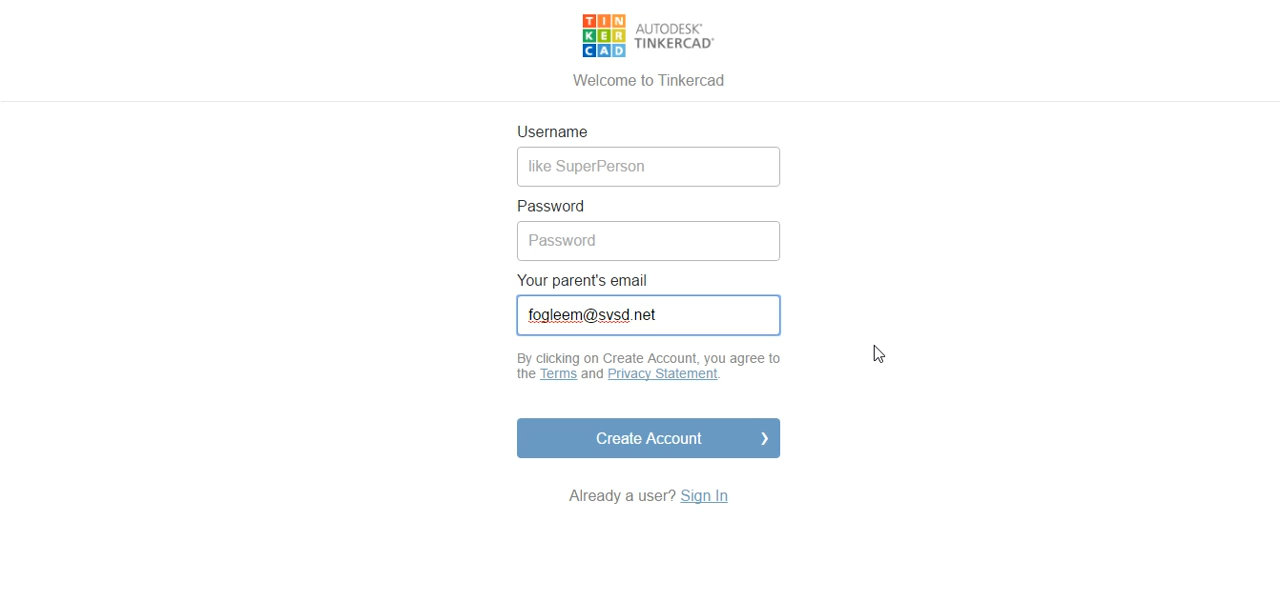 TIN
KER
CAD
AUTODESK®
TINKERCAD®
Welcome to Tinkercad
Username
like SuperPerson
Password
Password
Your parent's email
fogleem@svsd.net
By clicking on Create Account, you agree to
the Terms and Privacy Statement.
Create Account ❯
Already a user? Sign In